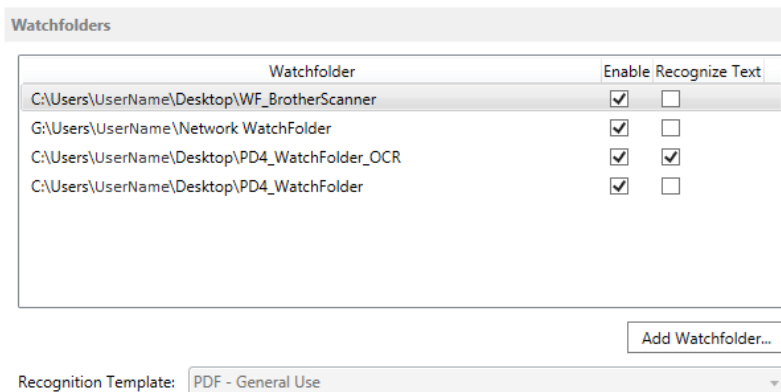 Watchfolders
Watchfolder Enable Recognize Text
C:\Users\UserName\Desktop\WF_BrotherScanner
G:\Users\UserName\Network WatchFolder
C:\Users\UserName\Desktop\PD4_WatchFolder_OCR
C:\Users\UserName\Desktop\PD4_WatchFolder
Add Watchfolder...
Recognition Template: PDF - General Use